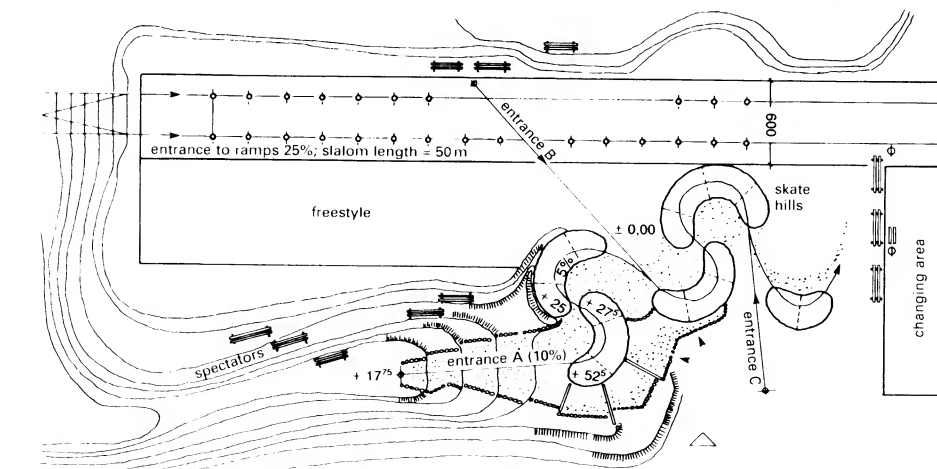 entrance B
600
entrance to ramps 25%; slalom length = 50 m
freestyle
skate
hills
± 0,00
5%
+ 25
+ 27⁵
changing area
spectators
entrance A (10%)
+ 17⁷⁵
+ 52⁵
entrance C